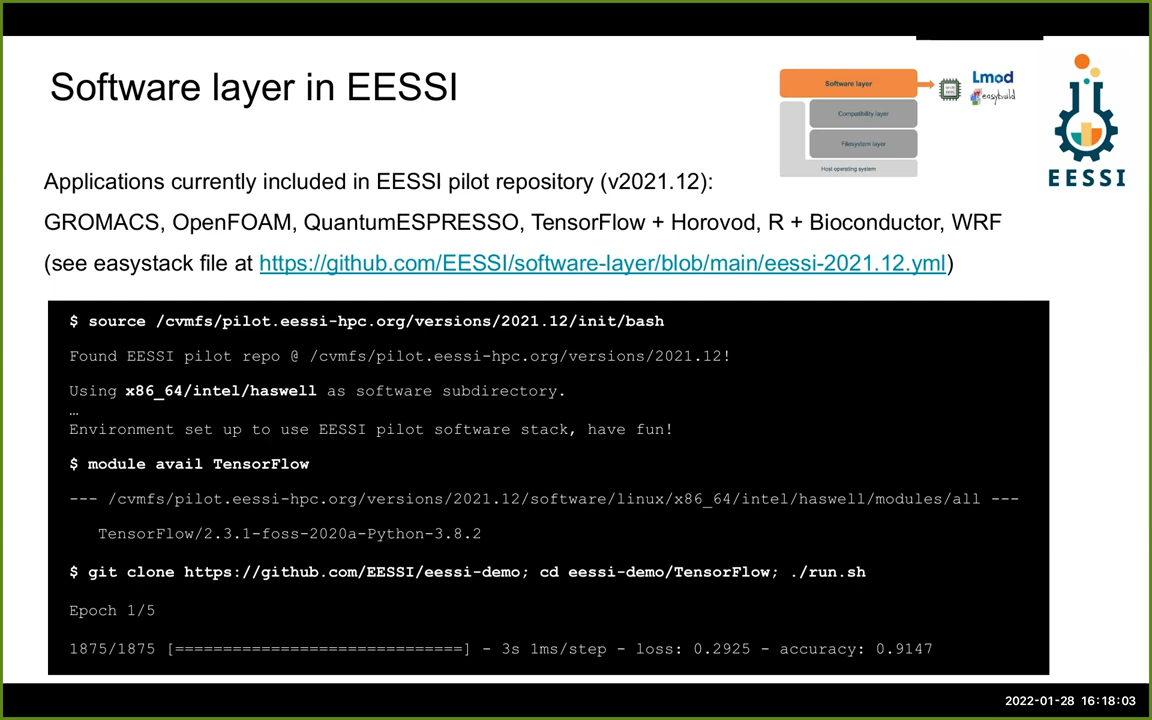 Software layer in EESSI
Software layer
Compatibility layer
Filesystem layer
Host operating system
Lmod
easybuild
EESSI
Applications currently included in EESSI pilot repository (v2021.12):
GROMACS, OpenFOAM, QuantumESPRESSO, TensorFlow + Horovod, R + Bioconductor, WRF
(see easystack file at https://github.com/EESSI/software-layer/blob/main/eessi-2021.12.yml)
$ source /cvmfs/pilot.eessi-hpc.org/versions/2021.12/init/bash
Found EESSI pilot repo @ /cvmfs/pilot.eessi-hpc.org/versions/2021.12!
Using x86_64/intel/haswell as software subdirectory.
…
Environment set up to use EESSI pilot software stack, have fun!
$ module avail TensorFlow
--- /cvmfs/pilot.eessi-hpc.org/versions/2021.12/software/linux/x86_64/intel/haswell/modules/all ---
TensorFlow/2.3.1-foss-2020a-Python-3.8.2
$ git clone https://github.com/EESSI/eessi-demo; cd eessi-demo/TensorFlow; ./run.sh
Epoch 1/5
1875/1875 [==============================] - 3s 1ms/step - loss: 0.2925 - accuracy: 0.9147
2022-01-28 16:18:03